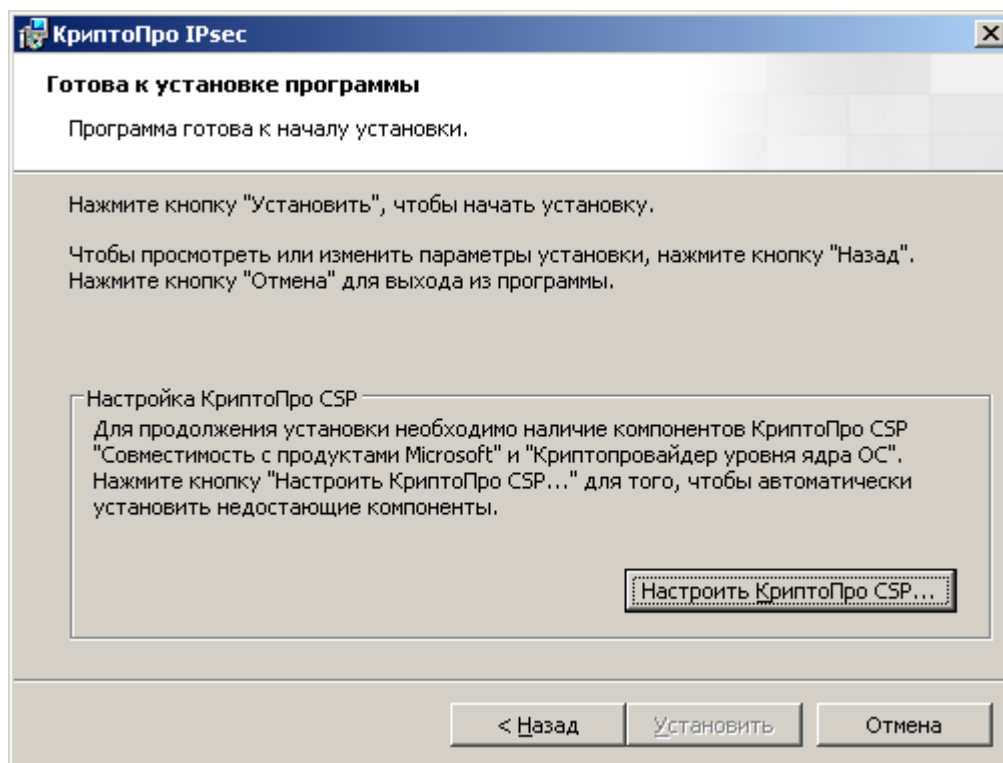 КриптоПро IPsec
Готова к установке программы
Программа готова к началу установки.
Нажмите кнопку "Установить", чтобы начать установку.
Чтобы просмотреть или изменить параметры установки, нажмите кнопку "Назад".
Нажмите кнопку "Отмена" для выхода из программы.
Настройка КриптоПро CSP
Для продолжения установки необходимо наличие компонентов КриптоПро CSP
"Совместимость с продуктами Microsoft" и "Криптопровайдер уровня ядра ОС".
Нажмите кнопку "Настроить КриптоПро CSP..." для того, чтобы автоматически
установить недостающие компоненты.
Настроить КриптоПро CSP...
< Назад
Установить
Отмена